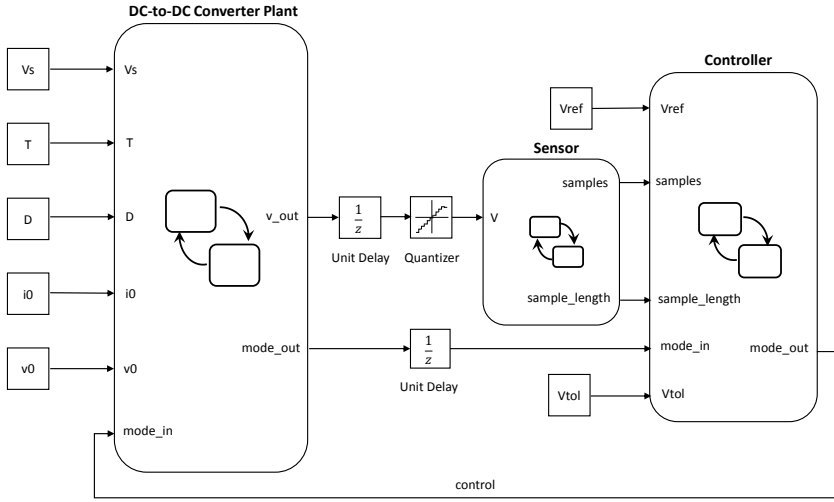 DC-to-DC Converter Plant
Controller
Vs
Vs
Vref
Vref
T
T
Sensor
samples
samples
D
D
v_out
1
z
V
Unit Delay
Quantizer
i0
i0
sample_length
sample_length
mode_out
1
z
mode_in
mode_out
v0
v0
Unit Delay
Vtol
Vtol
mode_in
control